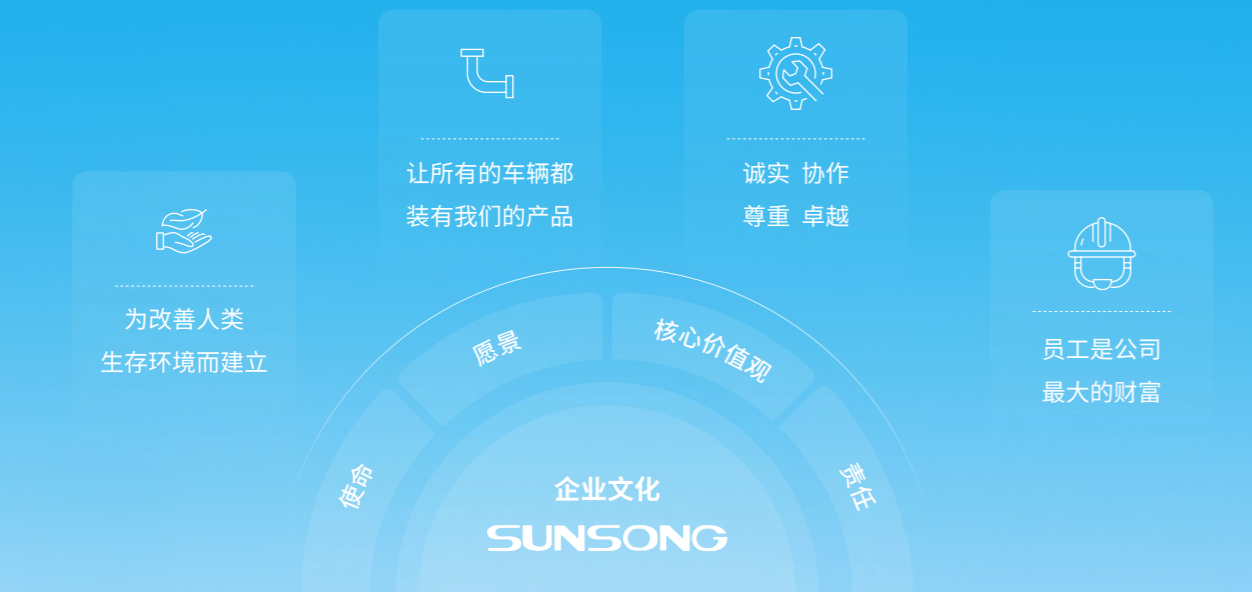 让所有的车辆都
装有我们的产品
诚实 协作
尊重 卓越
为改善人类
生存环境而建立
员工是公司
最大的财富
使命
愿景
核心价值观
责任
企业文化
SUNSONG